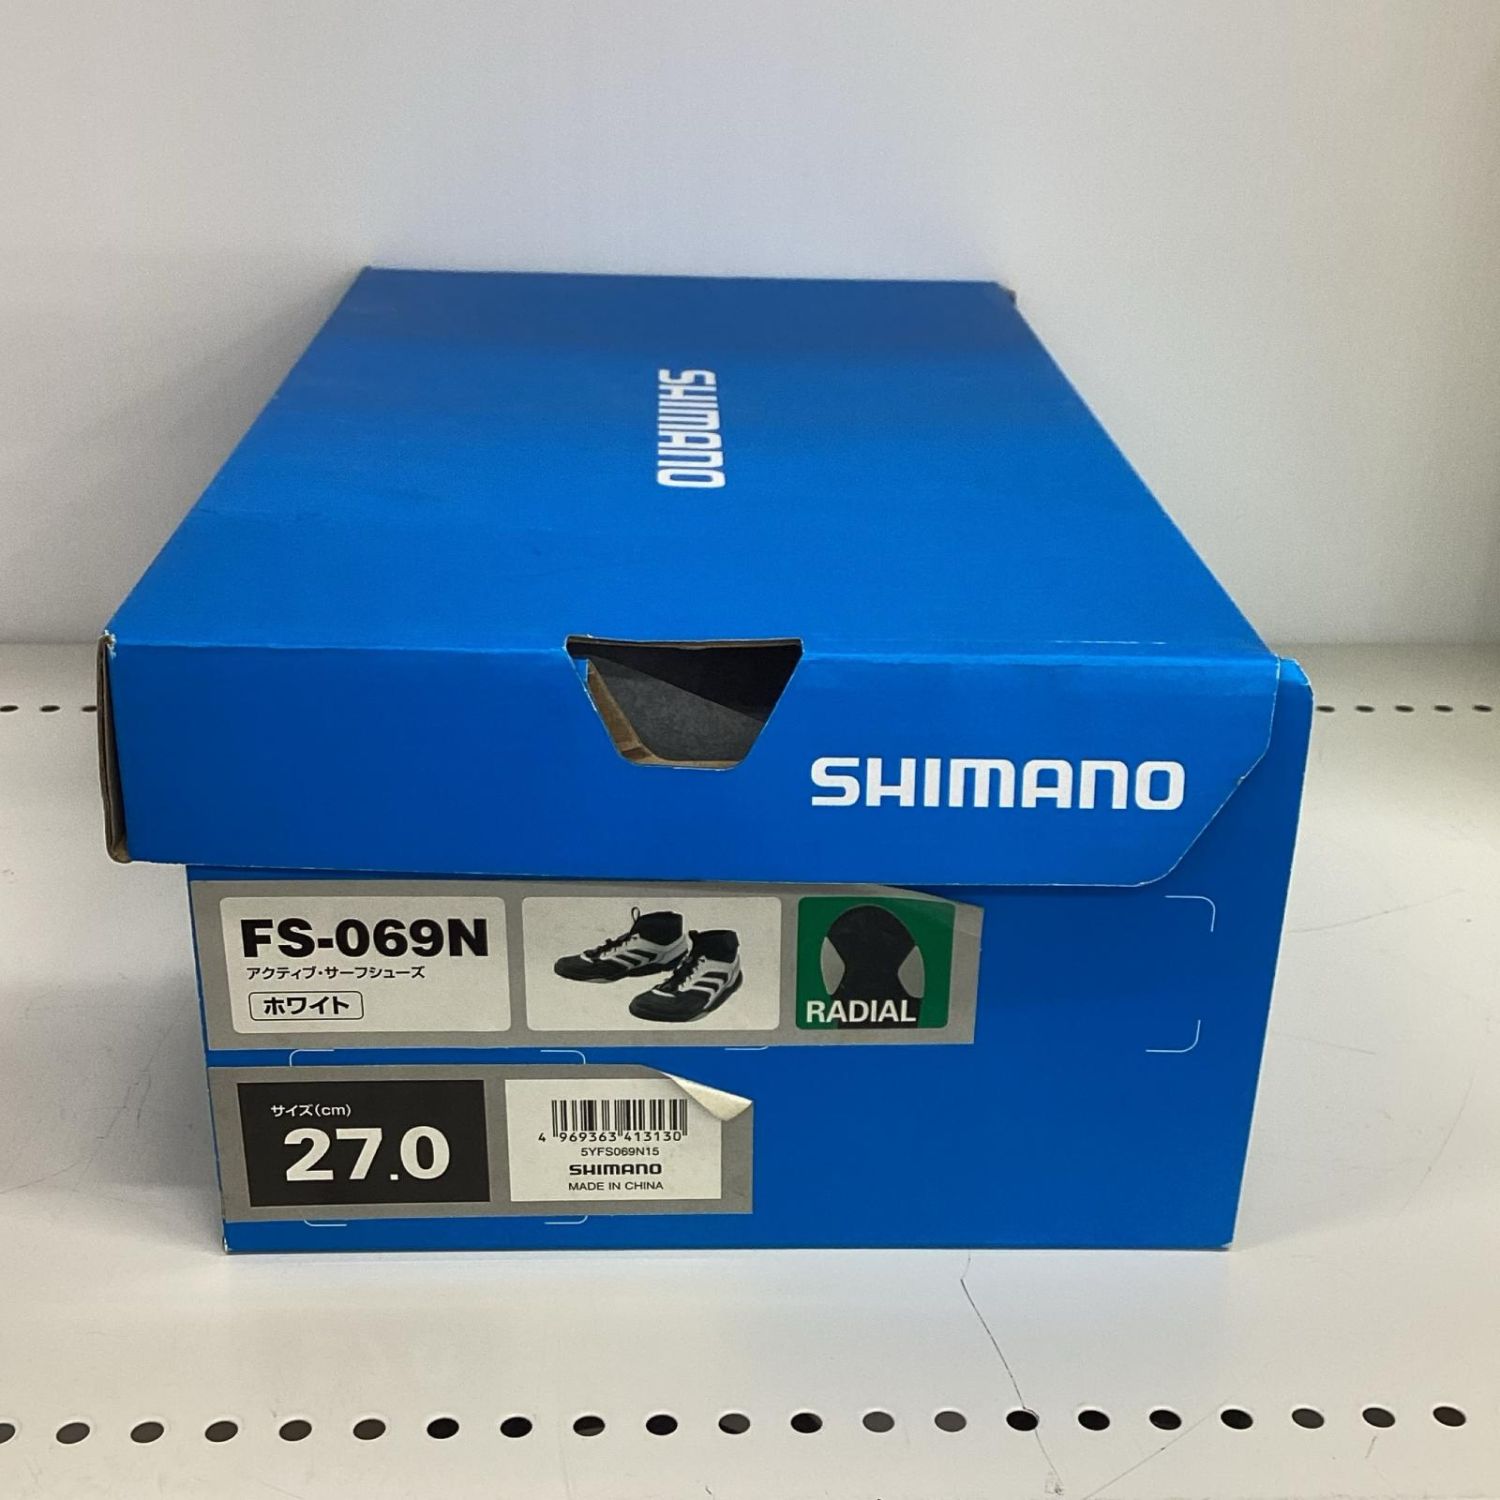 SHIMANO
SHIMANO
FS-069N
アクティブ・サーフシューズ
ホワイト
RADIAL
サイズ(cm)
27.0
4 969363 413130
5YFS069N15
SHIMANO
MADE IN CHINA